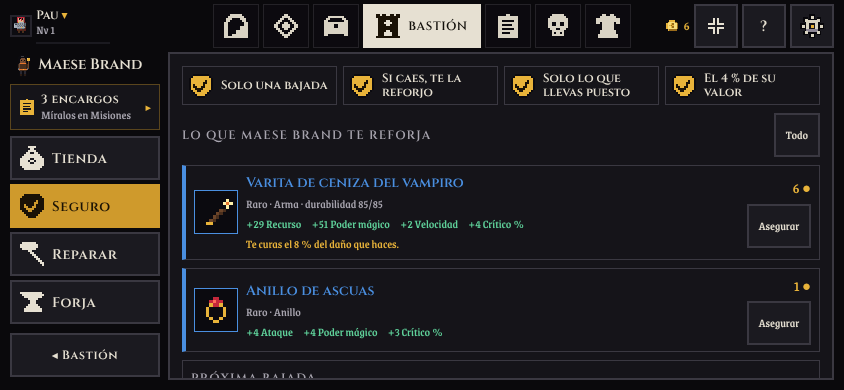 Pau ▾
Nv 1
Bastión
6
?
Maese Brand
3 encargos
Míralos en Misiones
▸
Tienda
Seguro
Reparar
Forja
◂ Bastión
Solo una bajada
Si caes, te la
reforjo
Solo lo que
llevas puesto
El 4 % de su
valor
LO QUE MAESE BRAND TE REFORJA
Todo
Varita de ceniza del vampiro
Raro · Arma · durabilidad 85/85
+29 Recurso +51 Poder mágico +2 Velocidad +4 Crítico %
Te curas el 8 % del daño que haces.
6
Asegurar
Anillo de ascuas
Raro · Anillo
+4 Ataque +4 Poder mágico +3 Crítico %
1
Asegurar
PRÓXIMA BAJADA